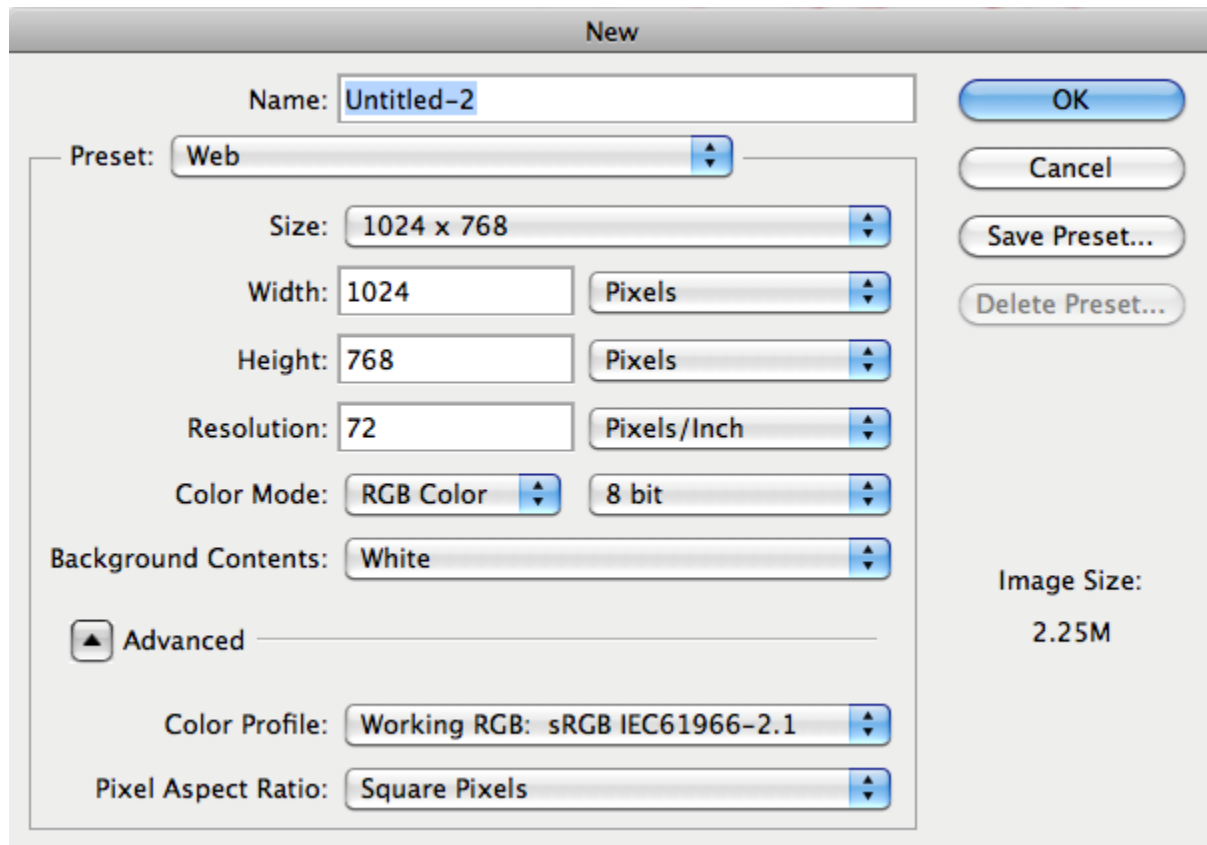 New
Name: Untitled-2
OK
Preset: Web
Cancel
Size: 1024 x 768
Save Preset...
Width: 1024 Pixels
Delete Preset...
Height: 768 Pixels
Resolution: 72 Pixels/Inch
Color Mode: RGB Color 8 bit
Background Contents: White
Image Size:
2.25M
Advanced
Color Profile: Working RGB: sRGB IEC61966-2.1
Pixel Aspect Ratio: Square Pixels